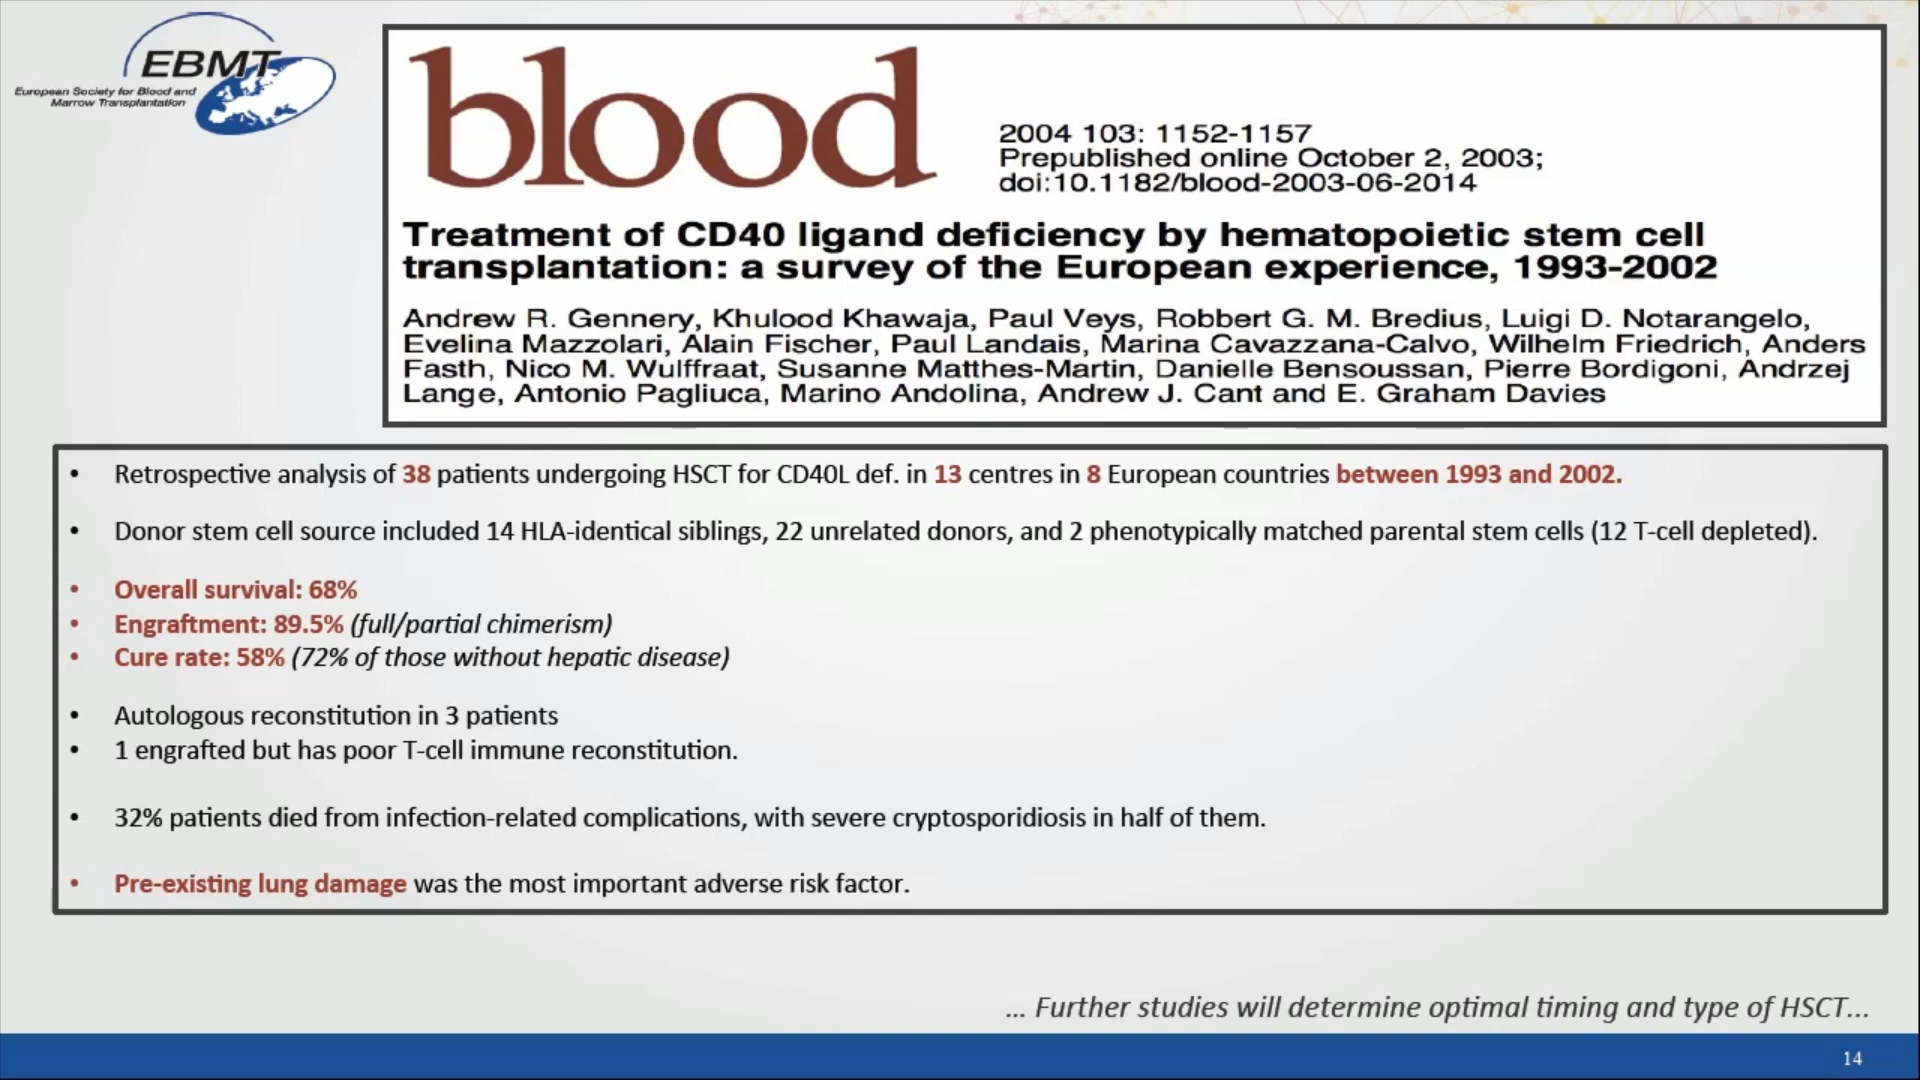 EBMT
European Society for Blood and
Marrow Transplantation
blood
2004 103: 1152-1157
Prepublished online October 2, 2003;
doi:10.1182/blood-2003-06-2014
Treatment of CD40 ligand deficiency by hematopoietic stem cell
transplantation: a survey of the European experience, 1993-2002
Andrew R. Gennery, Khulood Khawaja, Paul Veys, Robbert G. M. Bredius, Luigi D. Notarangelo,
Evelina Mazzolari, Alain Fischer, Paul Landais, Marina Cavazzana-Calvo, Wilhelm Friedrich, Anders
Fasth, Nico M. Wulffraat, Susanne Matthes-Martin, Danielle Bensoussan, Pierre Bordigoni, Andrzej
Lange, Antonio Pagliuca, Marino Andolina, Andrew J. Cant and E. Graham Davies
• Retrospective analysis of 38 patients undergoing HSCT for CD40L def. in 13 centres in 8 European countries between 1993 and 2002.
• Donor stem cell source included 14 HLA-identical siblings, 22 unrelated donors, and 2 phenotypically matched parental stem cells (12 T-cell depleted).
• Overall survival: 68%
• Engraftment: 89.5% (full/partial chimerism)
• Cure rate: 58% (72% of those without hepatic disease)
• Autologous reconstitution in 3 patients
• 1 engrafted but has poor T-cell immune reconstitution.
• 32% patients died from infection-related complications, with severe cryptosporidiosis in half of them.
• Pre-existing lung damage was the most important adverse risk factor.
... Further studies will determine optimal timing and type of HSCT...
14